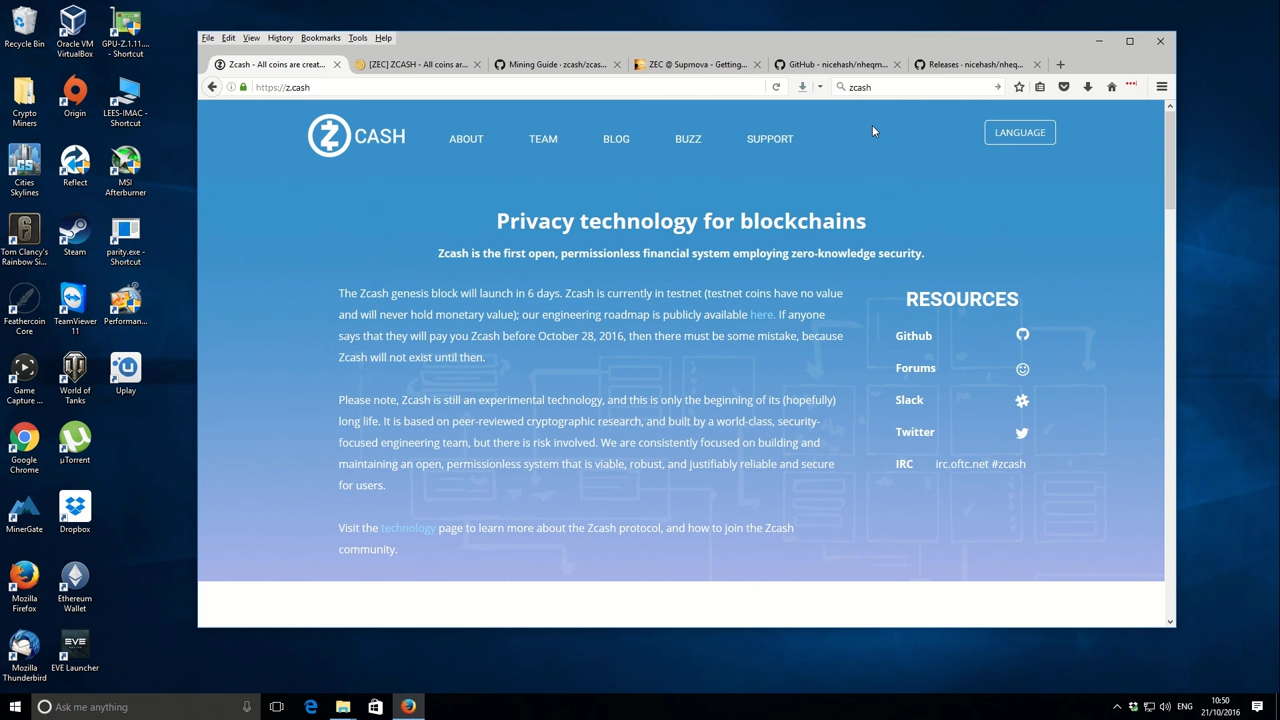 File Edit View History Bookmarks Tools Help
Zcash - All coins are creat...
[ZEC] ZCASH - All coins ar...
Mining Guide · zcash/zcas...
ZEC @ Suprnova - Getting...
GitHub - nicehash/nheqm...
Releases · nicehash/nheq...
https://z.cash
zcash
CASH
ABOUT
TEAM
BLOG
BUZZ
SUPPORT
LANGUAGE
Privacy technology for blockchains
Zcash is the first open, permissionless financial system employing zero-knowledge security.
The Zcash genesis block will launch in 6 days. Zcash is currently in testnet (testnet coins have no value
and will never hold monetary value); our engineering roadmap is publicly available here. If anyone
says that they will pay you Zcash before October 28, 2016, then there must be some mistake, because
Zcash will not exist until then.
Please note, Zcash is still an experimental technology, and this is only the beginning of its (hopefully)
long life. It is based on peer-reviewed cryptographic research, and built by a world-class, security-
focused engineering team, but there is risk involved. We are consistently focused on building and
maintaining an open, permissionless system that is viable, robust, and justifiably reliable and secure
for users.
Visit the technology page to learn more about the Zcash protocol, and how to join the Zcash
community.
RESOURCES
Github
Forums
Slack
Twitter
IRC irc.oftc.net #zcash
Recycle Bin
Oracle VM
VirtualBox
GPU-Z.1.11....
- Shortcut
Crypto
Miners
Origin
LEES-IMAC -
Shortcut
Cities
Skylines
Reflect
MSI
Afterburner
Tom Clancy's
Rainbow Si...
Steam
parity.exe -
Shortcut
Feathercoin
Core
TeamViewer
11
Performan...
Game
Capture ...
World of
Tanks
Uplay
Google
Chrome
µTorrent
MinerGate
Dropbox
Mozilla
Firefox
Ethereum
Wallet
Mozilla
Thunderbird
EVE
EVE Launcher
Ask me anything
ENG
10:50
21/10/2016